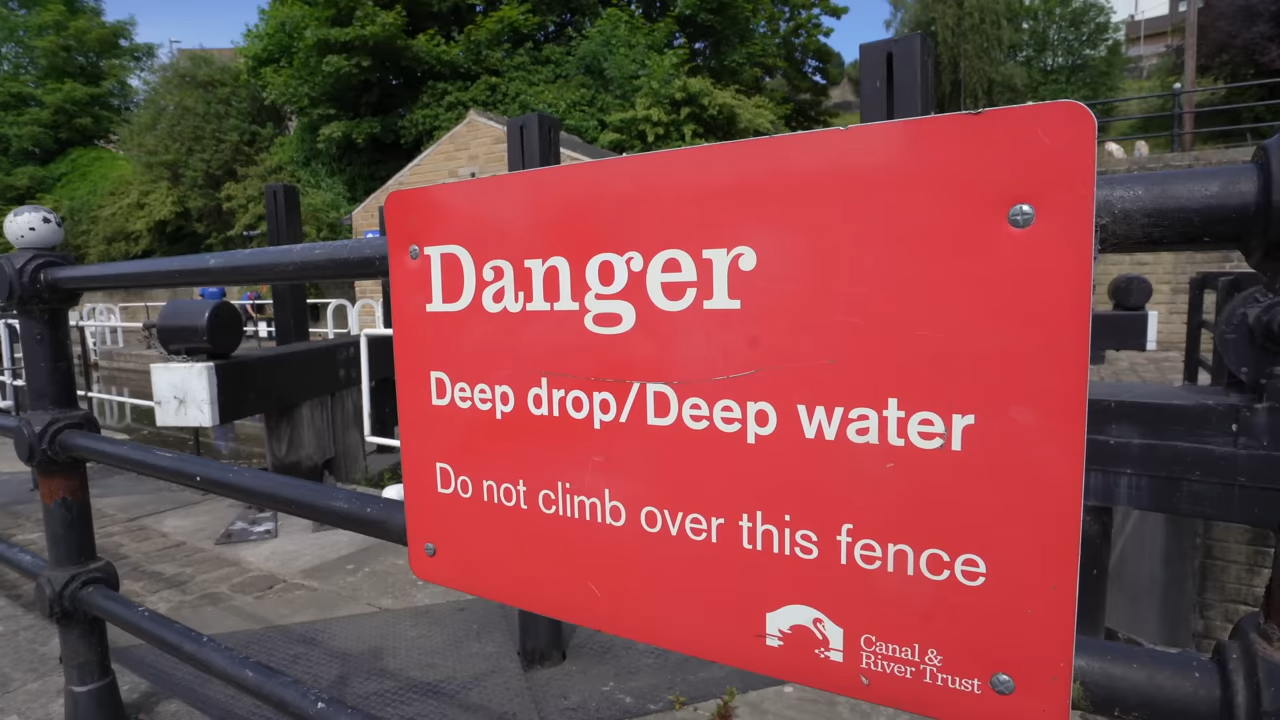 Danger
Deep drop/Deep water
Do not climb over this fence
Canal &
River Trust